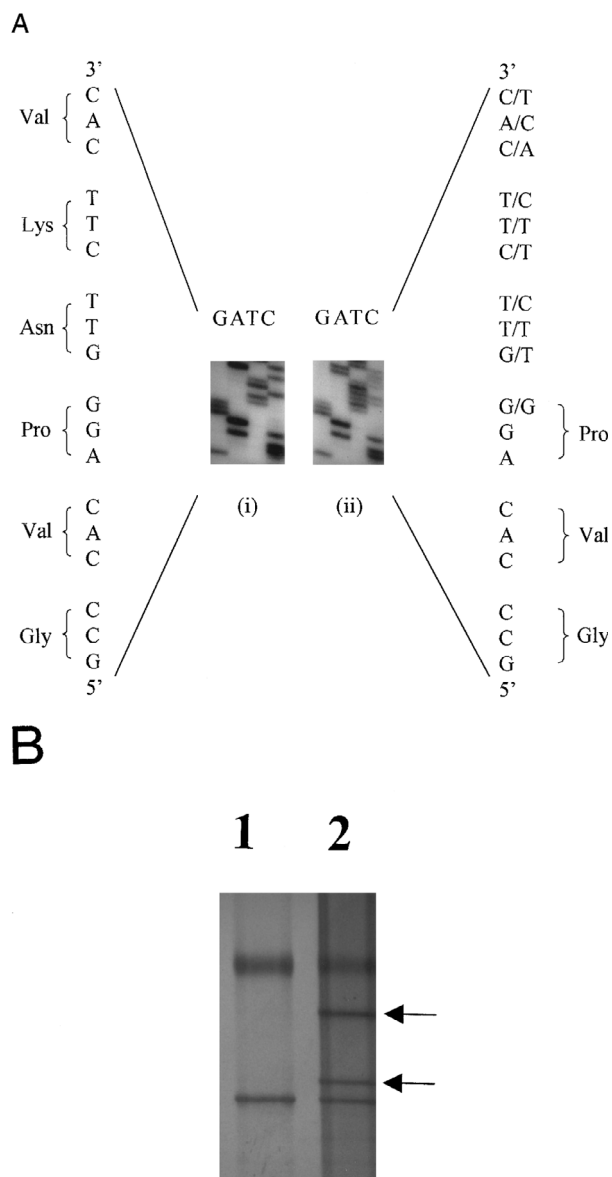 A
3'
C
Val
A
C
T
Lys
T
C
T
Asn
T
G
G
Pro
G
A
C
Val
A
C
C
Gly
C
G
5'
GATC
GATC
(i)
(ii)
3'
C/T
A/C
C/A
T/C
T/T
C/T
T/C
T/T
G/T
G/G
G
Pro
A
C
A
Val
C
C
C
Gly
G
5'
B
1
2